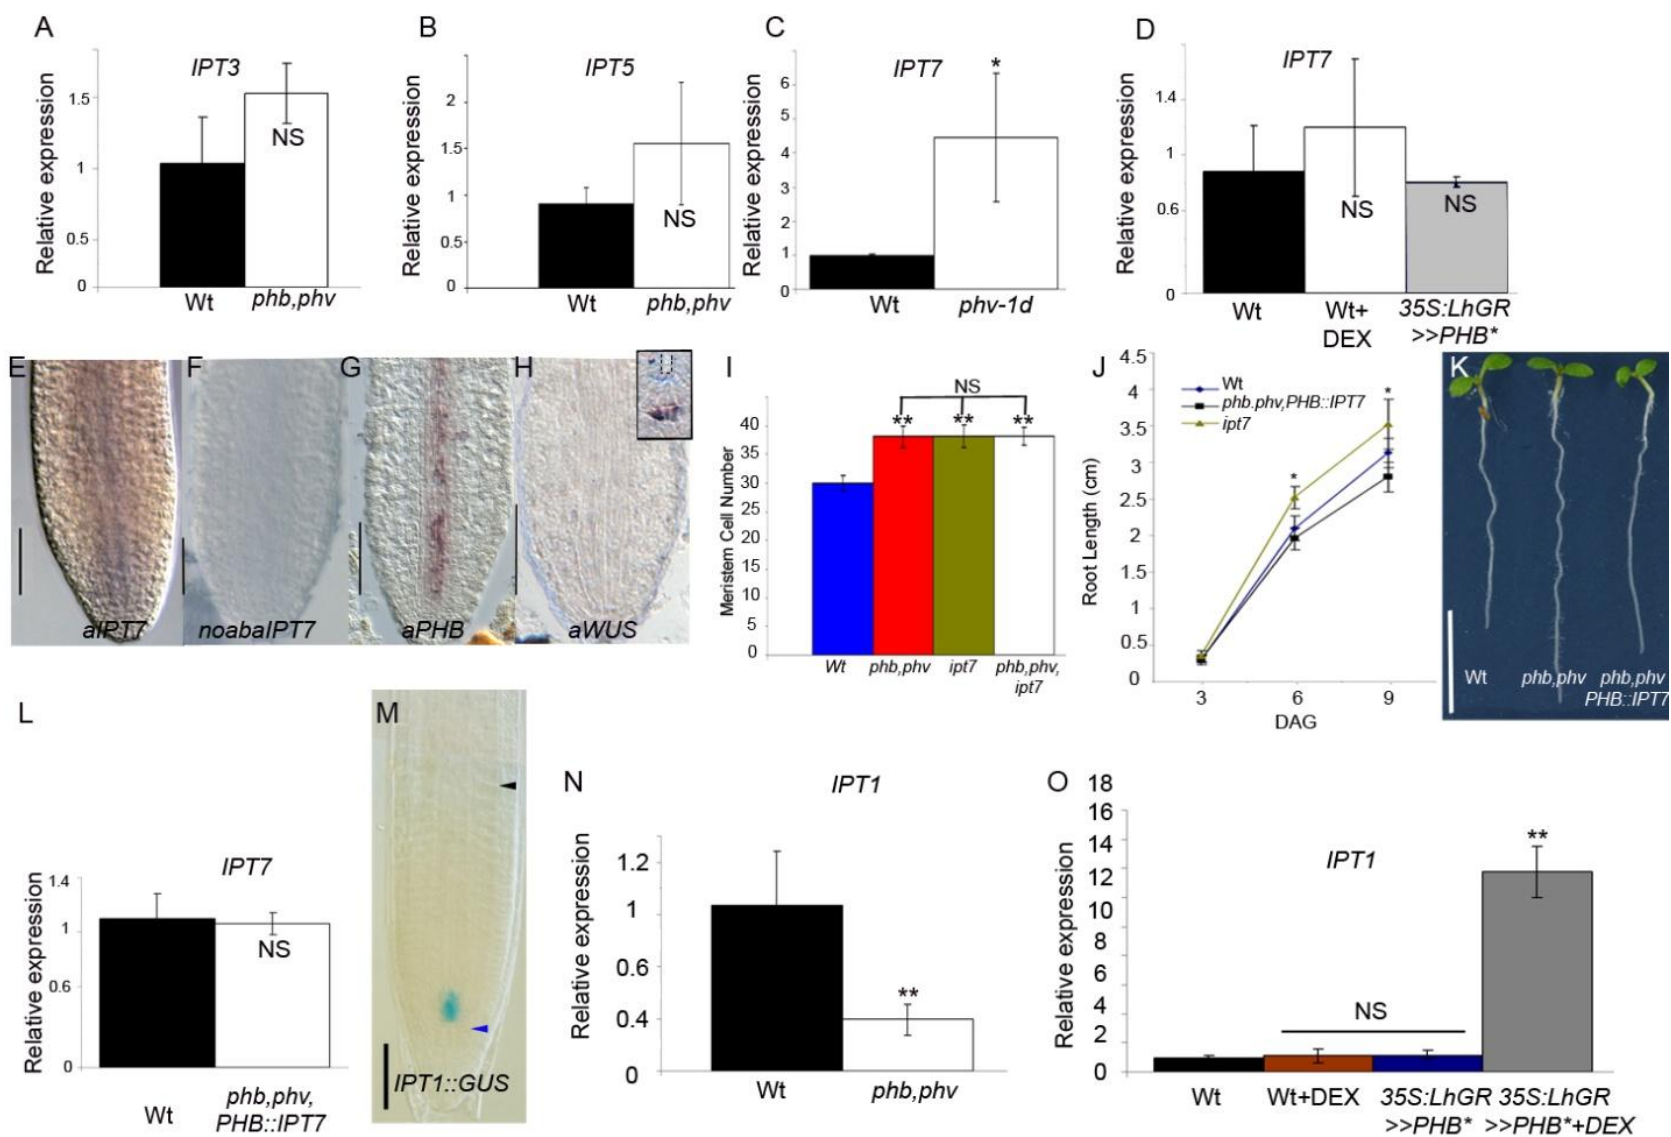 A
IPT3
Relative expression
1.5
1
0.5
0
NS
Wt
phb,phv
B
IPT5
Relative expression
2
1.5
1
0.5
0
NS
Wt
phb,phv
C
IPT7
Relative expression
6
5
4
3
2
1
0
*
Wt
phv-1d
D
IPT7
Relative expression
1.4
1
0.6
0
NS
NS
Wt
Wt+
DEX
35S:LhGR
>>PHB*
E
aIPT7
F
noabaIPT7
G
aPHB
H
aWUS
I
Meristem Cell Number
40
35
30
25
20
15
10
5
0
NS
**
**
**
Wt
phb,phv
ipt7
phb,phv,
ipt7
J
Root Length (cm)
4.5
4
3.5
3
2.5
2
1.5
1
0.5
0
Wt
phb.phv,PHB::IPT7
ipt7
*
*
3
6
9
DAG
K
Wt
phb,phv
phb,phv
PHB::IPT7
L
IPT7
Relative expression
1.4
1
0.6
0
NS
Wt
phb,phv,
PHB::IPT7
M
IPT1::GUS
N
IPT1
Relative expression
1.2
1
0.6
0.4
0
**
Wt
phb,phv
O
IPT1
Relative expression
18
16
14
12
10
8
6
4
2
0
NS
**
Wt
Wt+DEX
35S:LhGR
>>PHB*
35S:LhGR
>>PHB*+DEX